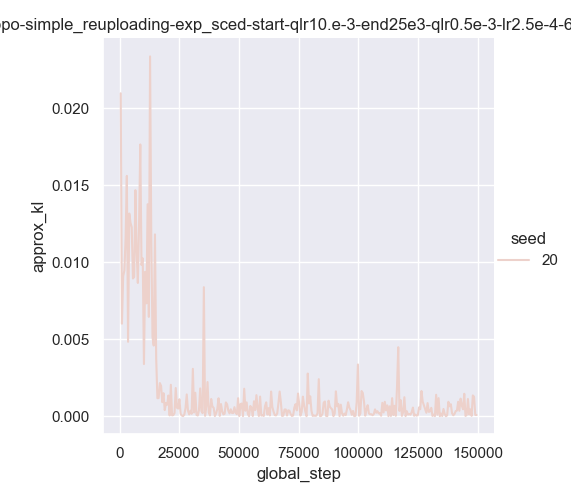 po-simple_reuploading-exp_sced-start-qlr10.e-3-end25e3-qlr0.5e-3-lr2.5e-4-6
0.020
0.015
0.010
0.005
0.000
approx_kl
0 25000 50000 75000 100000 125000 150000
global_step
seed
20